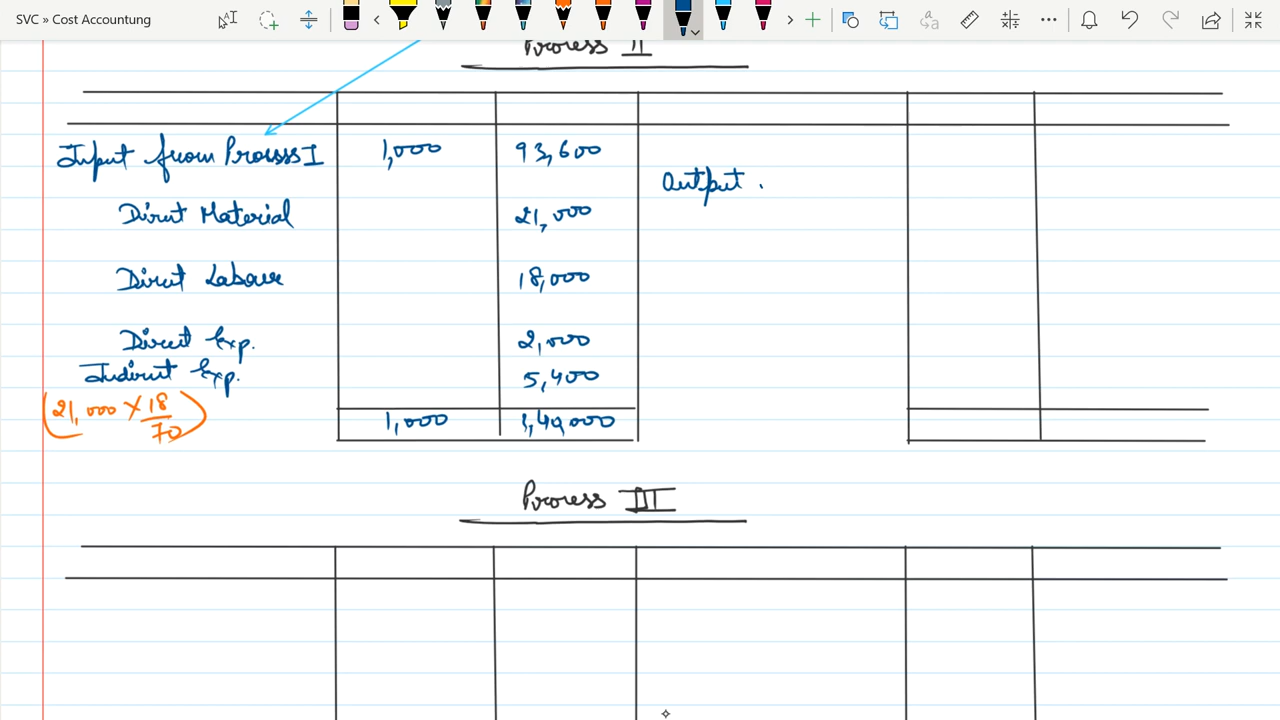 SVC » Cost Accountung
Process II
Input from Process I 1,000 93,600
Output
Direct Material 21,000
Direct Labour 18,000
Direct Exp. 2,000
Indirect Exp. 5,400
(21,000 × 18/70)
1,000 1,40,000
Process III